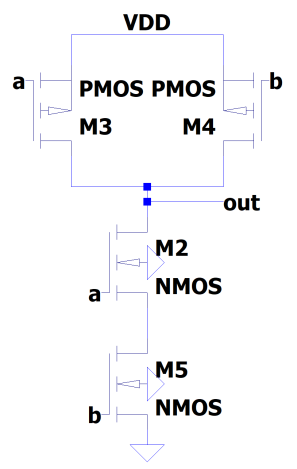 VDD
a PMOS PMOS b
M3 M4
out
M2
a NMOS
M5
b NMOS